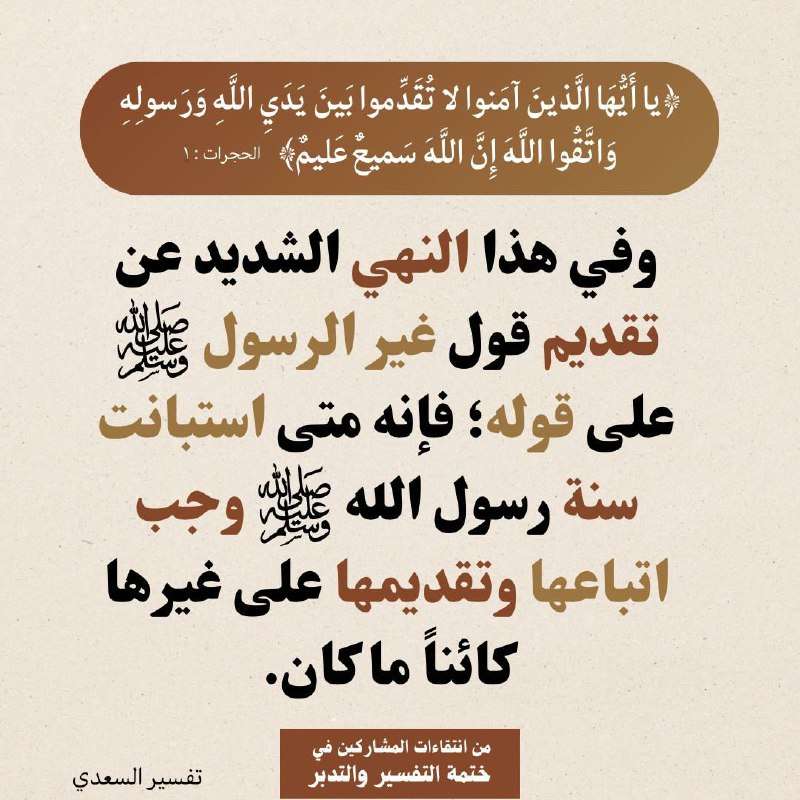 ﴿يا أَيُّهَا الَّذينَ آمَنوا لا تُقَدِّموا بَينَ يَدَيِ اللَّهِ وَرَسولِهِ
وَاتَّقُوا اللَّهَ إِنَّ اللَّهَ سَميعٌ عَليمٌ﴾ الحجرات : ١
وفي هذا النهي الشديد عن
تقديم قول غير الرسول ﷺ
على قوله؛ فإنه متى استبانت
سنة رسول الله ﷺ وجب
اتباعها وتقديمها على غيرها
كائناً ما كان.
من انتقاءات المشاركين في
ختمة التفسير والتدبر
تفسير السعدي